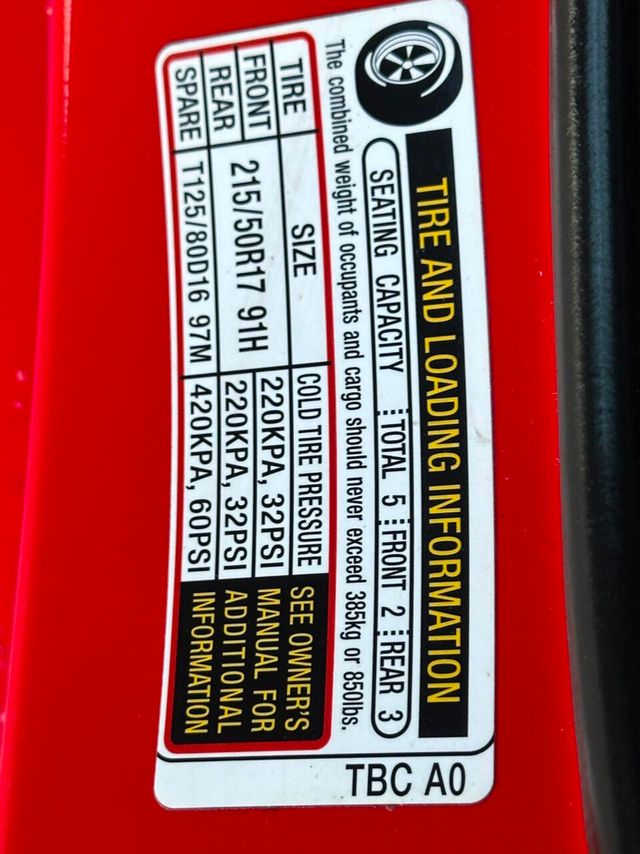 TIRE AND LOADING INFORMATION
SEATING CAPACITY TOTAL 5 FRONT 2 REAR 3
The combined weight of occupants and cargo should never exceed 385kg or 850lbs.
TIRE SIZE COLD TIRE PRESSURE
FRONT 215/50R17 91H 220KPA, 32PSI
REAR 220KPA, 32PSI
SPARE T125/80D16 97M 420KPA, 60PSI
SEE OWNER'S
MANUAL FOR
ADDITIONAL
INFORMATION
TBC A0